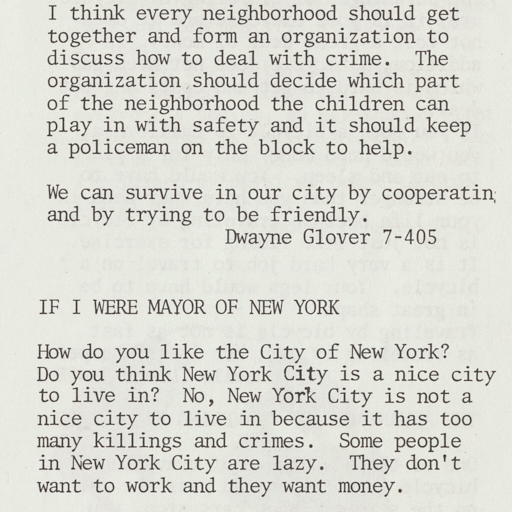 I think every neighborhood should get
together and form an organization to
discuss how to deal with crime.  The
organization should decide which part
of the neighborhood the children can
play in with safety and it should keep
a policeman on the block to help.
We can survive in our city by cooperatin
and by trying to be friendly.
Dwayne Glover 7-405
IF I WERE MAYOR OF NEW YORK
How do you like the City of New York?
Do you think New York City is a nice city
to live in?  No, New York City is not a
nice city to live in because it has too
many killings and crimes.  Some people
in New York City are lazy.  They don't
want to work and they want money.